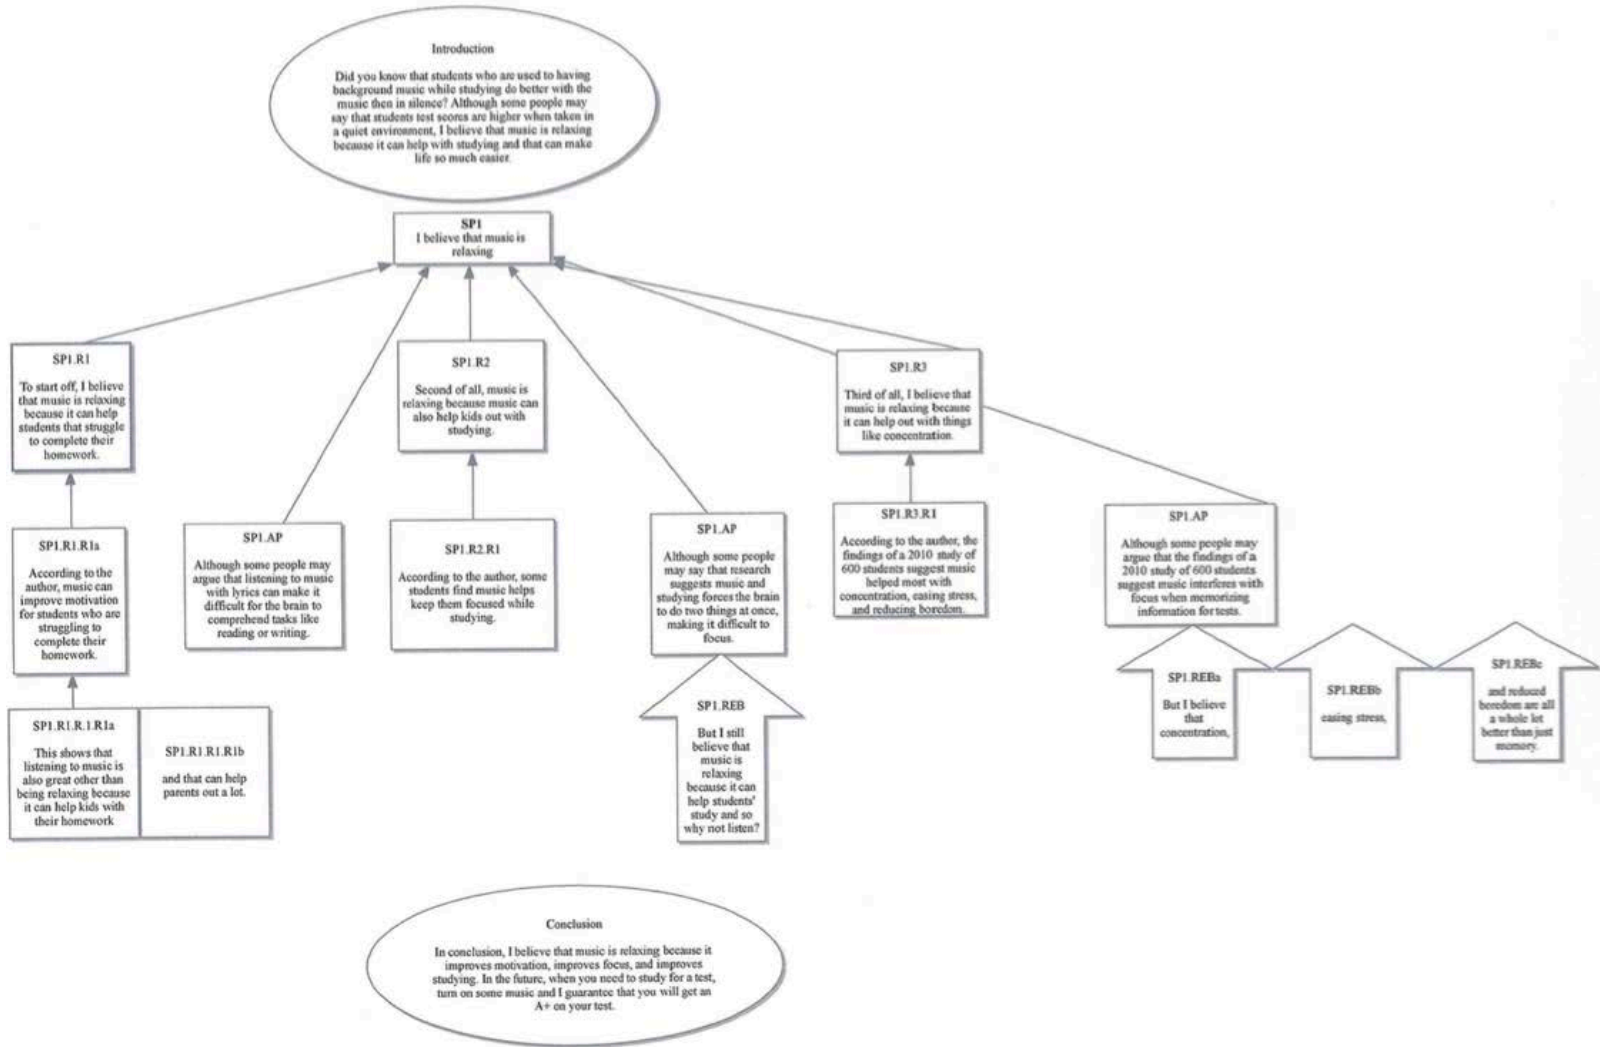 Introduction
Did you know that students who are used to having
background music while studying do better with the
music then in silence? Although some people may
say that students test scores are higher when taken in
a quiet environment, I believe that music is relaxing
because it can help with studying and that can make
life so much easier.
SP1
I believe that music is
relaxing
SP1.R1
To start off, I believe
that music is relaxing
because it can help
students that struggle
to complete their
homework.
SP1.R2
Second of all, music is
relaxing because music can
also help kids out with
studying.
SP1.R3
Third of all, I believe that
music is relaxing because
it can help out with things
like concentration.
SP1.R1.R1a
According to the
author, music can
improve motivation
for students who are
struggling to
complete their
homework.
SP1.AP
Although some people may
argue that listening to music
with lyrics can make it
difficult for the brain to
comprehend tasks like
reading or writing.
SP1.R2.R1
According to the author, some
students find music helps
keep them focused while
studying.
SP1.AP
Although some people
may say that research
suggests music and
studying forces the brain
to do two things at once,
making it difficult to
focus.
SP1.R3.R1
According to the author, the
findings of a 2010 study of
600 students suggest music
helped most with
concentration, easing stress,
and reducing boredom.
SP1.AP
Although some people may
argue that the findings of a
2010 study of 600 students
suggest music interferes with
focus when memorizing
information for tests.
SP1.R1.R.1.R1a
This shows that
listening to music is
also great other than
being relaxing because
it can help kids with
their homework
SP1.R1.R1.R1b
and that can help
parents out a lot.
SP1.REB
But I still
believe that
music is
relaxing
because it can
help students'
study and so
why not listen?
SP1.REBa
But I believe
that
concentration,
SP1.REBb
easing stress,
SP1.REBc
and reduced
boredom are all
a whole lot
better than just
memory.
Conclusion
In conclusion, I believe that music is relaxing because it
improves motivation, improves focus, and improves
studying. In the future, when you need to study for a test,
turn on some music and I guarantee that you will get an
A+ on your test.